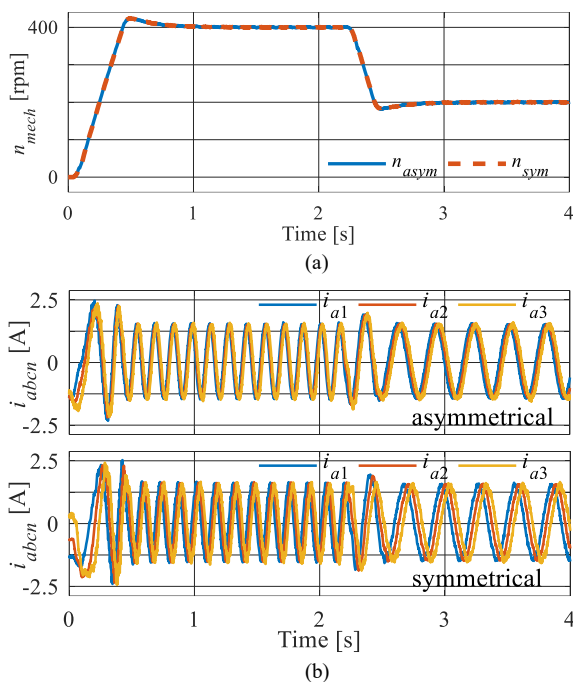 400
200
0
n_mech [rpm]
n_asym n_sym
0 1 2 3 4
Time [s]
(a)
2.5
0
-2.5
i_abcn [A]
i_a1 i_a2 i_a3
asymmetrical
2.5
0
-2.5
i_abcn [A]
i_a1 i_a2 i_a3
symmetrical
0 1 2 3 4
Time [s]
(b)